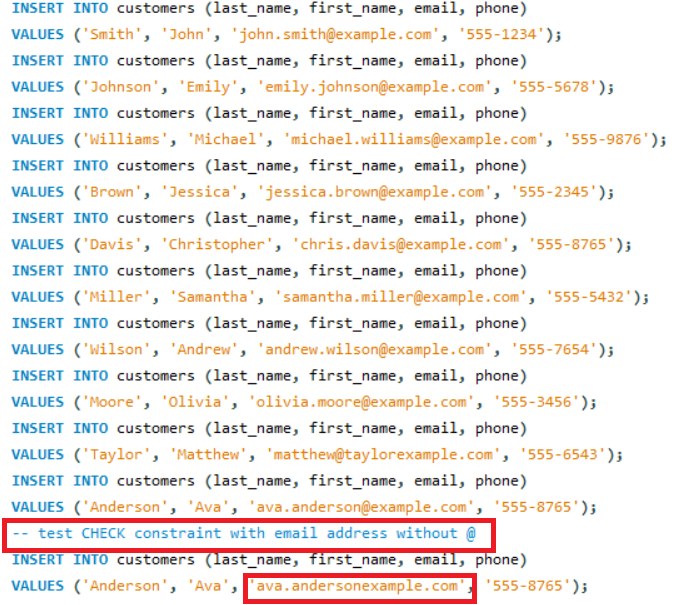 INSERT INTO customers (last_name, first_name, email, phone)
VALUES ('Smith', 'John', 'john.smith@example.com', '555-1234');
INSERT INTO customers (last_name, first_name, email, phone)
VALUES ('Johnson', 'Emily', 'emily.johnson@example.com', '555-5678');
INSERT INTO customers (last_name, first_name, email, phone)
VALUES ('Williams', 'Michael', 'michael.williams@example.com', '555-9876');
INSERT INTO customers (last_name, first_name, email, phone)
VALUES ('Brown', 'Jessica', 'jessica.brown@example.com', '555-2345');
INSERT INTO customers (last_name, first_name, email, phone)
VALUES ('Davis', 'Christopher', 'chris.davis@example.com', '555-8765');
INSERT INTO customers (last_name, first_name, email, phone)
VALUES ('Miller', 'Samantha', 'samantha.miller@example.com', '555-5432');
INSERT INTO customers (last_name, first_name, email, phone)
VALUES ('Wilson', 'Andrew', 'andrew.wilson@example.com', '555-7654');
INSERT INTO customers (last_name, first_name, email, phone)
VALUES ('Moore', 'Olivia', 'olivia.moore@example.com', '555-3456');
INSERT INTO customers (last_name, first_name, email, phone)
VALUES ('Taylor', 'Matthew', 'matthew@taylorexample.com', '555-6543');
INSERT INTO customers (last_name, first_name, email, phone)
VALUES ('Anderson', 'Ava', 'ava.anderson@example.com', '555-8765');
-- test CHECK constraint with email address without @
INSERT INTO customers (last_name, first_name, email, phone)
VALUES ('Anderson', 'Ava', 'ava.andersonexample.com', '555-8765');